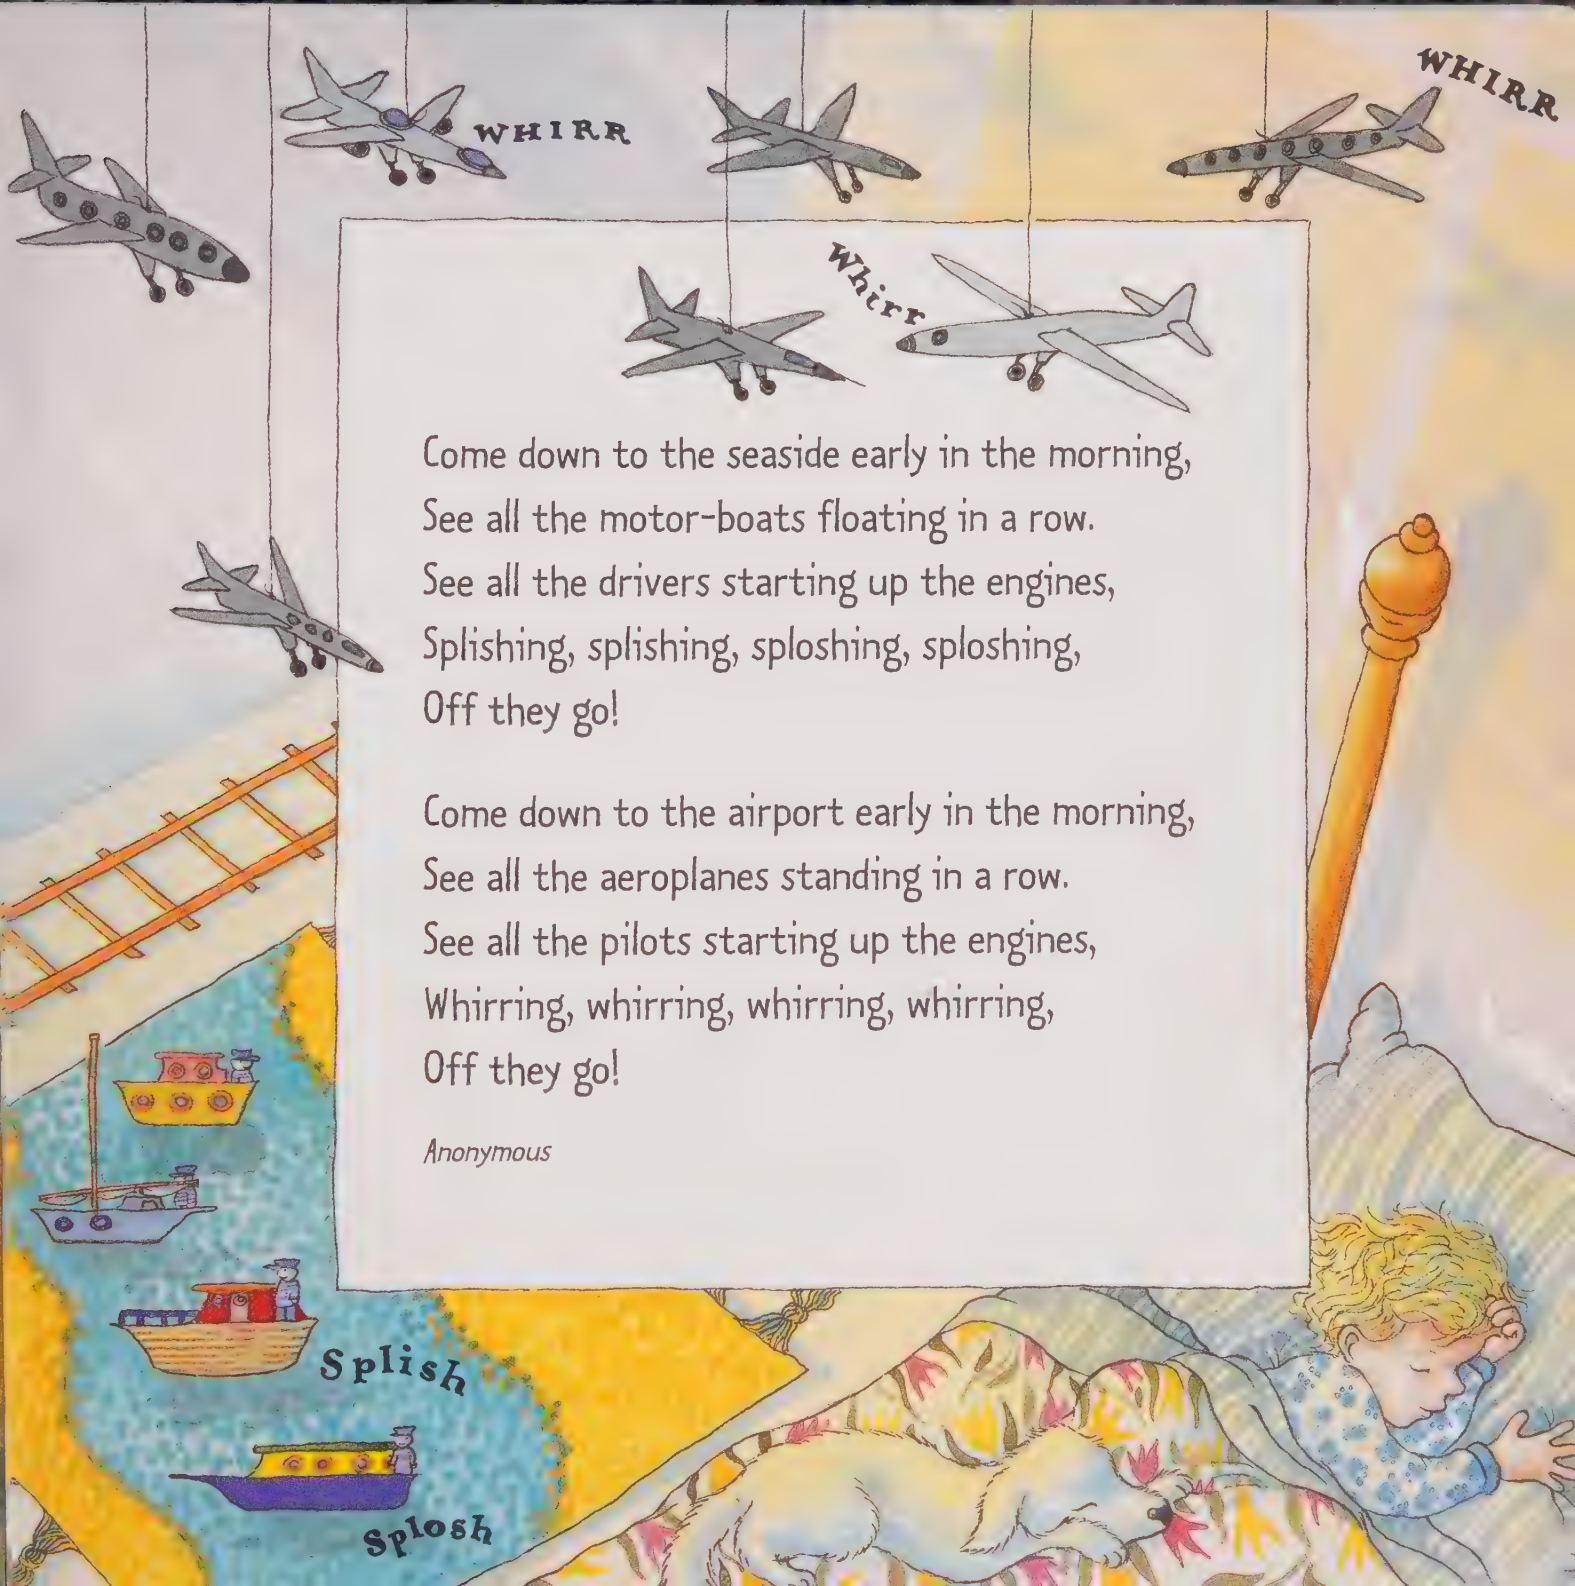 WHIRR
WHIRR
Whirr
Come down to the seaside early in the morning,
See all the motor-boats floating in a row.
See all the drivers starting up the engines,
Splishing, splishing, sploshing, sploshing,
Off they go!
Come down to the airport early in the morning,
See all the aeroplanes standing in a row.
See all the pilots starting up the engines,
Whirring, whirring, whirring, whirring,
Off they go!
Anonymous
Splish
Splosh